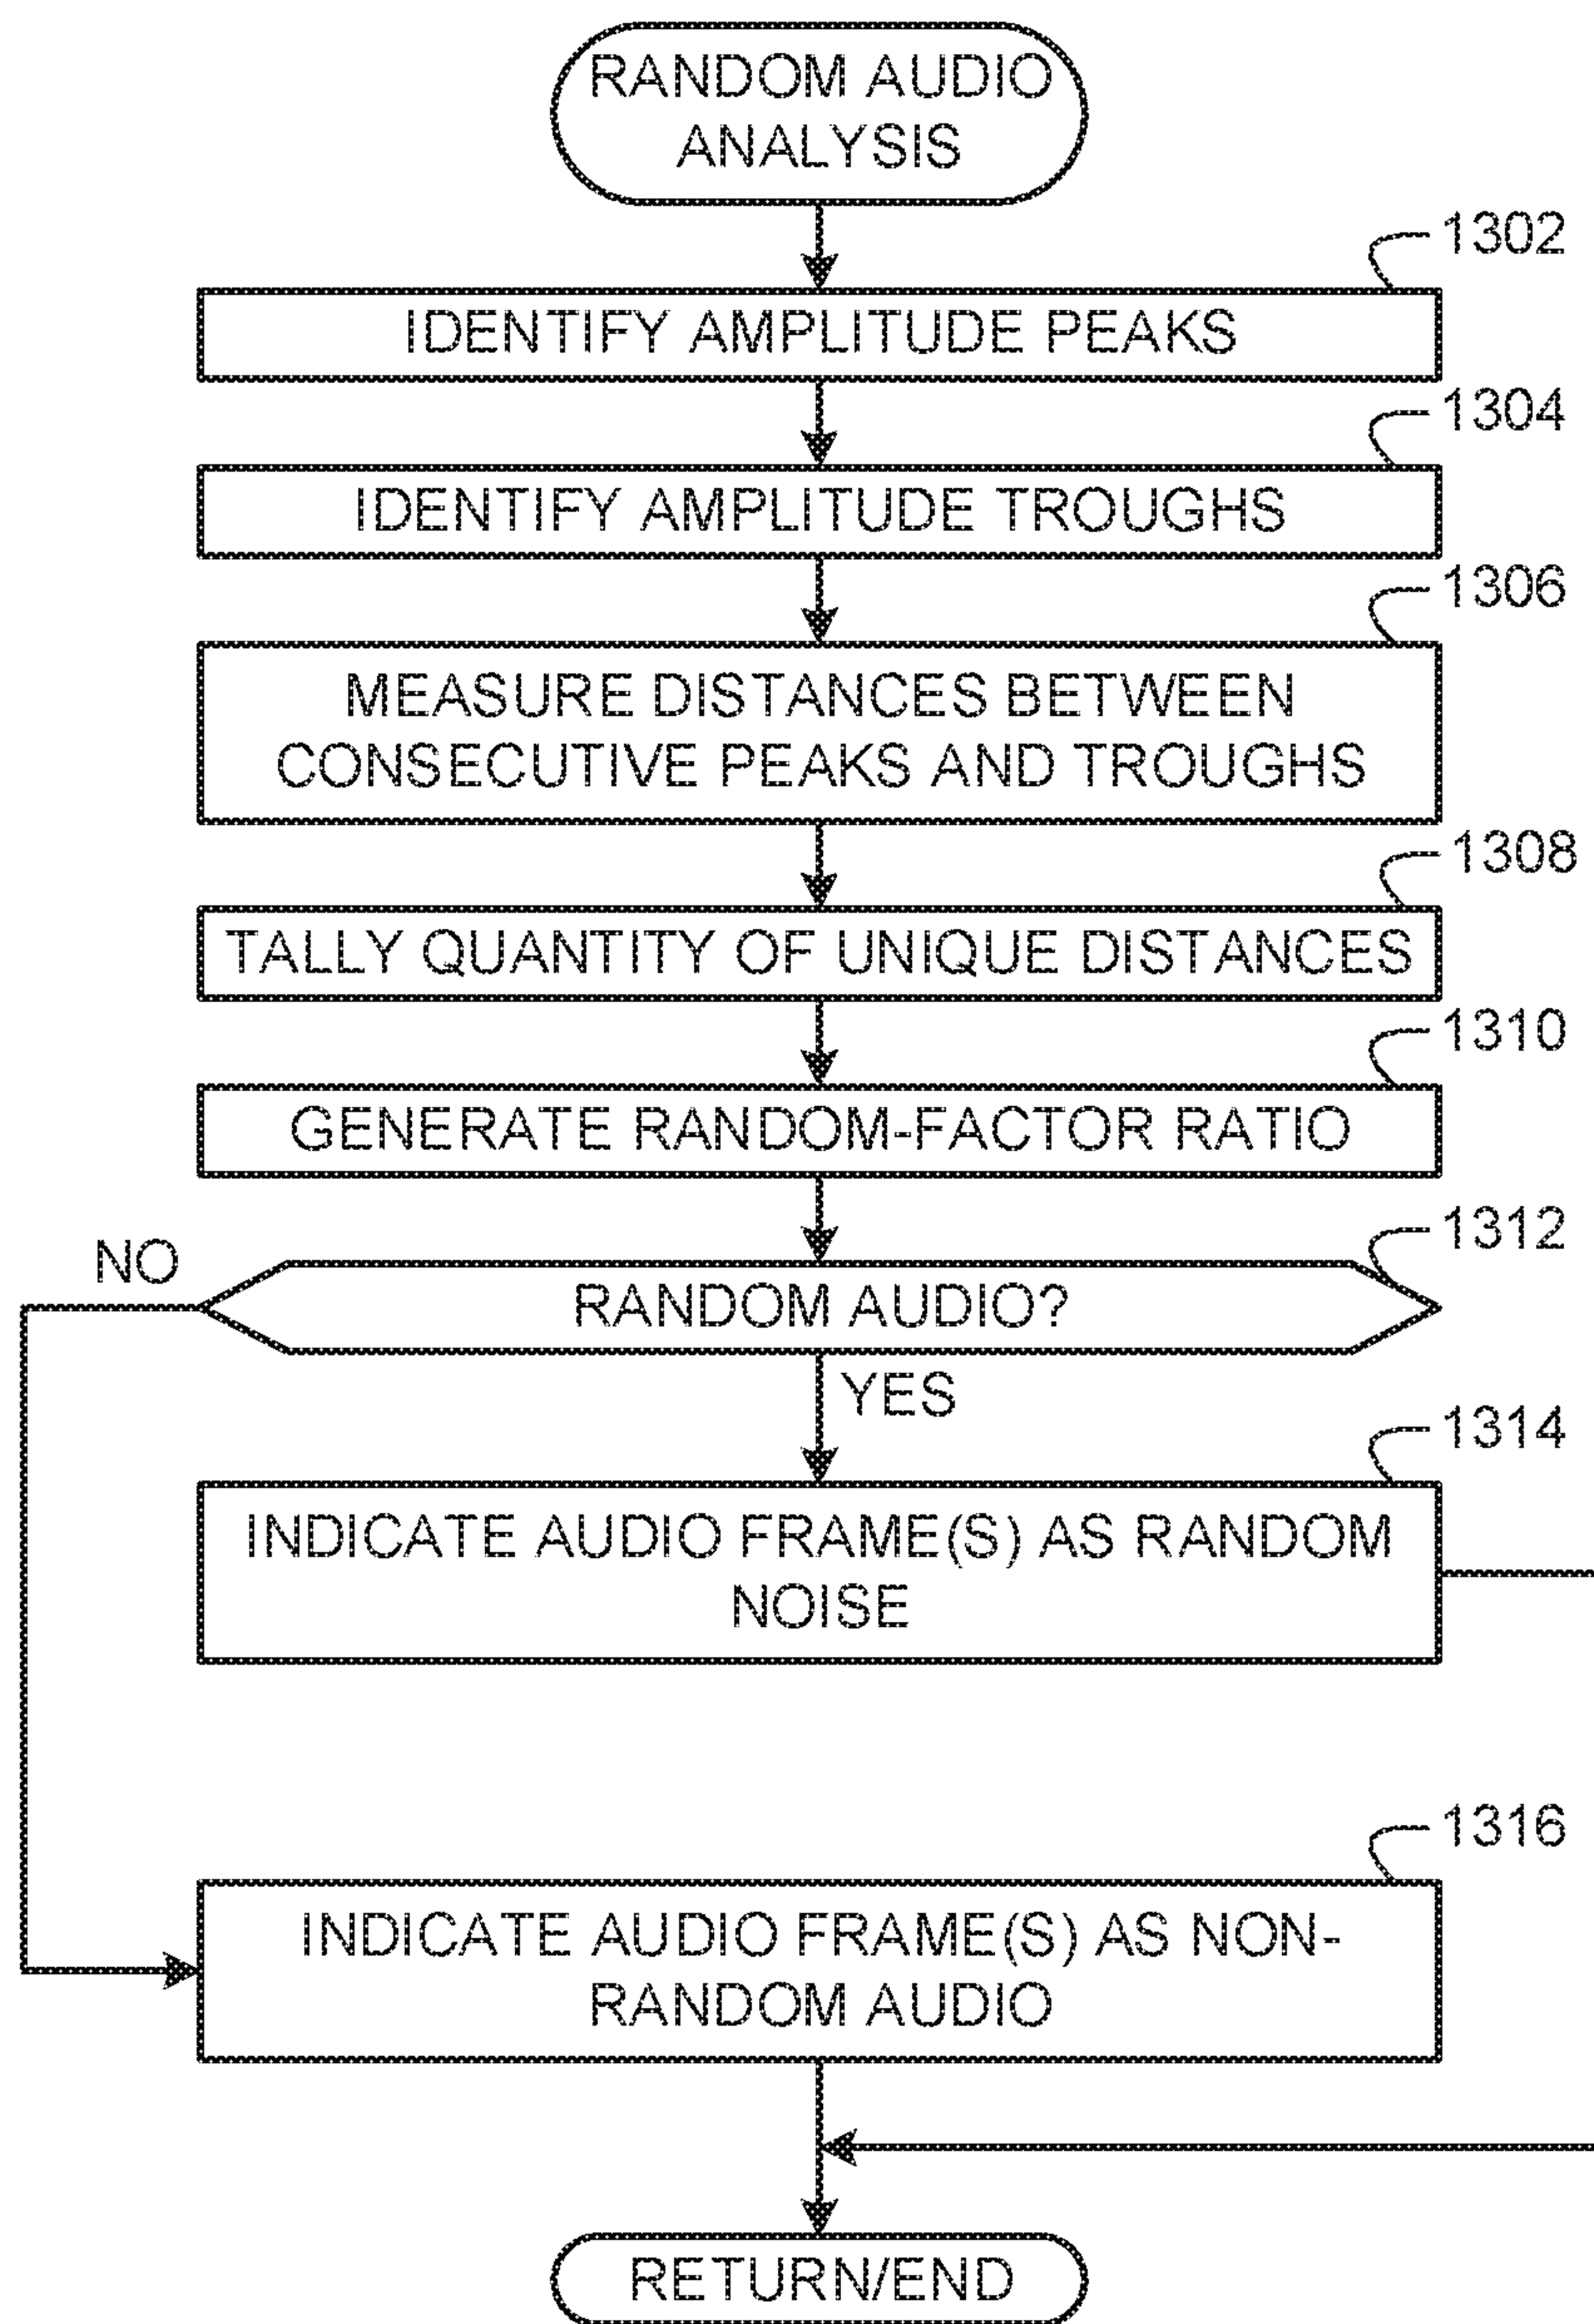 RANDOM AUDIO
ANALYSIS
1302
IDENTIFY AMPLITUDE PEAKS
1304
IDENTIFY AMPLITUDE TROUGHS
1306
MEASURE DISTANCES BETWEEN
CONSECUTIVE PEAKS AND TROUGHS
1308
TALLY QUANTITY OF UNIQUE DISTANCES
1310
GENERATE RANDOM-FACTOR RATIO
1312
NO
RANDOM AUDIO?
YES
1314
INDICATE AUDIO FRAME(S) AS RANDOM
NOISE
1316
INDICATE AUDIO FRAME(S) AS NON-
RANDOM AUDIO
RETURN/END